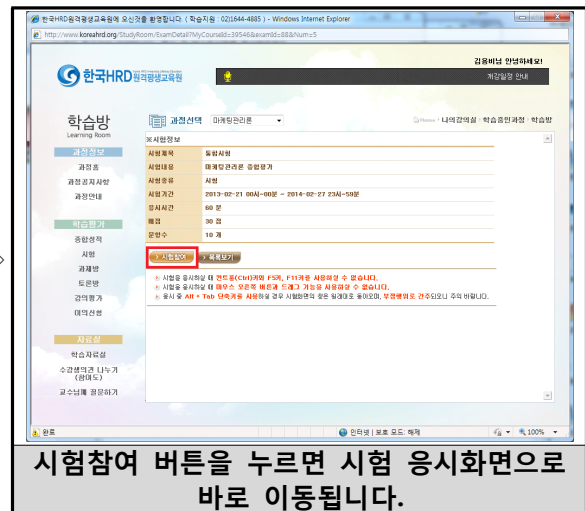 한국HRD원격평생교육원에 오신것을 환영합니다. ( 학습지원 : 02)1644-4885 ) - Windows Internet Explorer
http://www.koreahrd.org/StudyRoom/ExamDetail?MyCourseId=39546&examId=88&Num=5
김용비님 안녕하세요!
한국HRD원격평생교육원
개강일정 안내
학습방
Learning Room
과정선택 마케팅관리론
Home > 나의강의실 > 학습중인과정 > 학습방
과정정보
과정홈
과정공지사항
과정안내
학습평가
종합성적
시험
과제방
토론방
강의평가
이의신청
자료실
학습자료실
수강생의견 나누기
(참여도)
교수님께 질문하기
※시험정보
시험제목 통합시험
시험내용 마케팅관리론 종합평가
시험종류 시험
시험기간 2013-02-21 00시-00분 ~ 2014-02-27 23시-59분
응시시간 60 분
배점 30 점
문항수 10 개
> 시험참여 > 목록보기
시험을 응시하실 때 컨트롤(Ctrl)키와 F5키, F11키를 사용하실 수 없습니다.
시험을 응시하실 때 마우스 오른쪽 버튼과 드래그 기능을 사용하실 수 없습니다.
응시 중 Alt + Tab 단축키를 사용하실 경우 시험화면의 창은 원래대로 돌아오며, 부정행위로 간주되오니 주의 바랍니다.
완료
인터넷 | 보호 모드: 해제
100%
시험참여 버튼을 누르면 시험 응시화면으로
바로 이동됩니다.